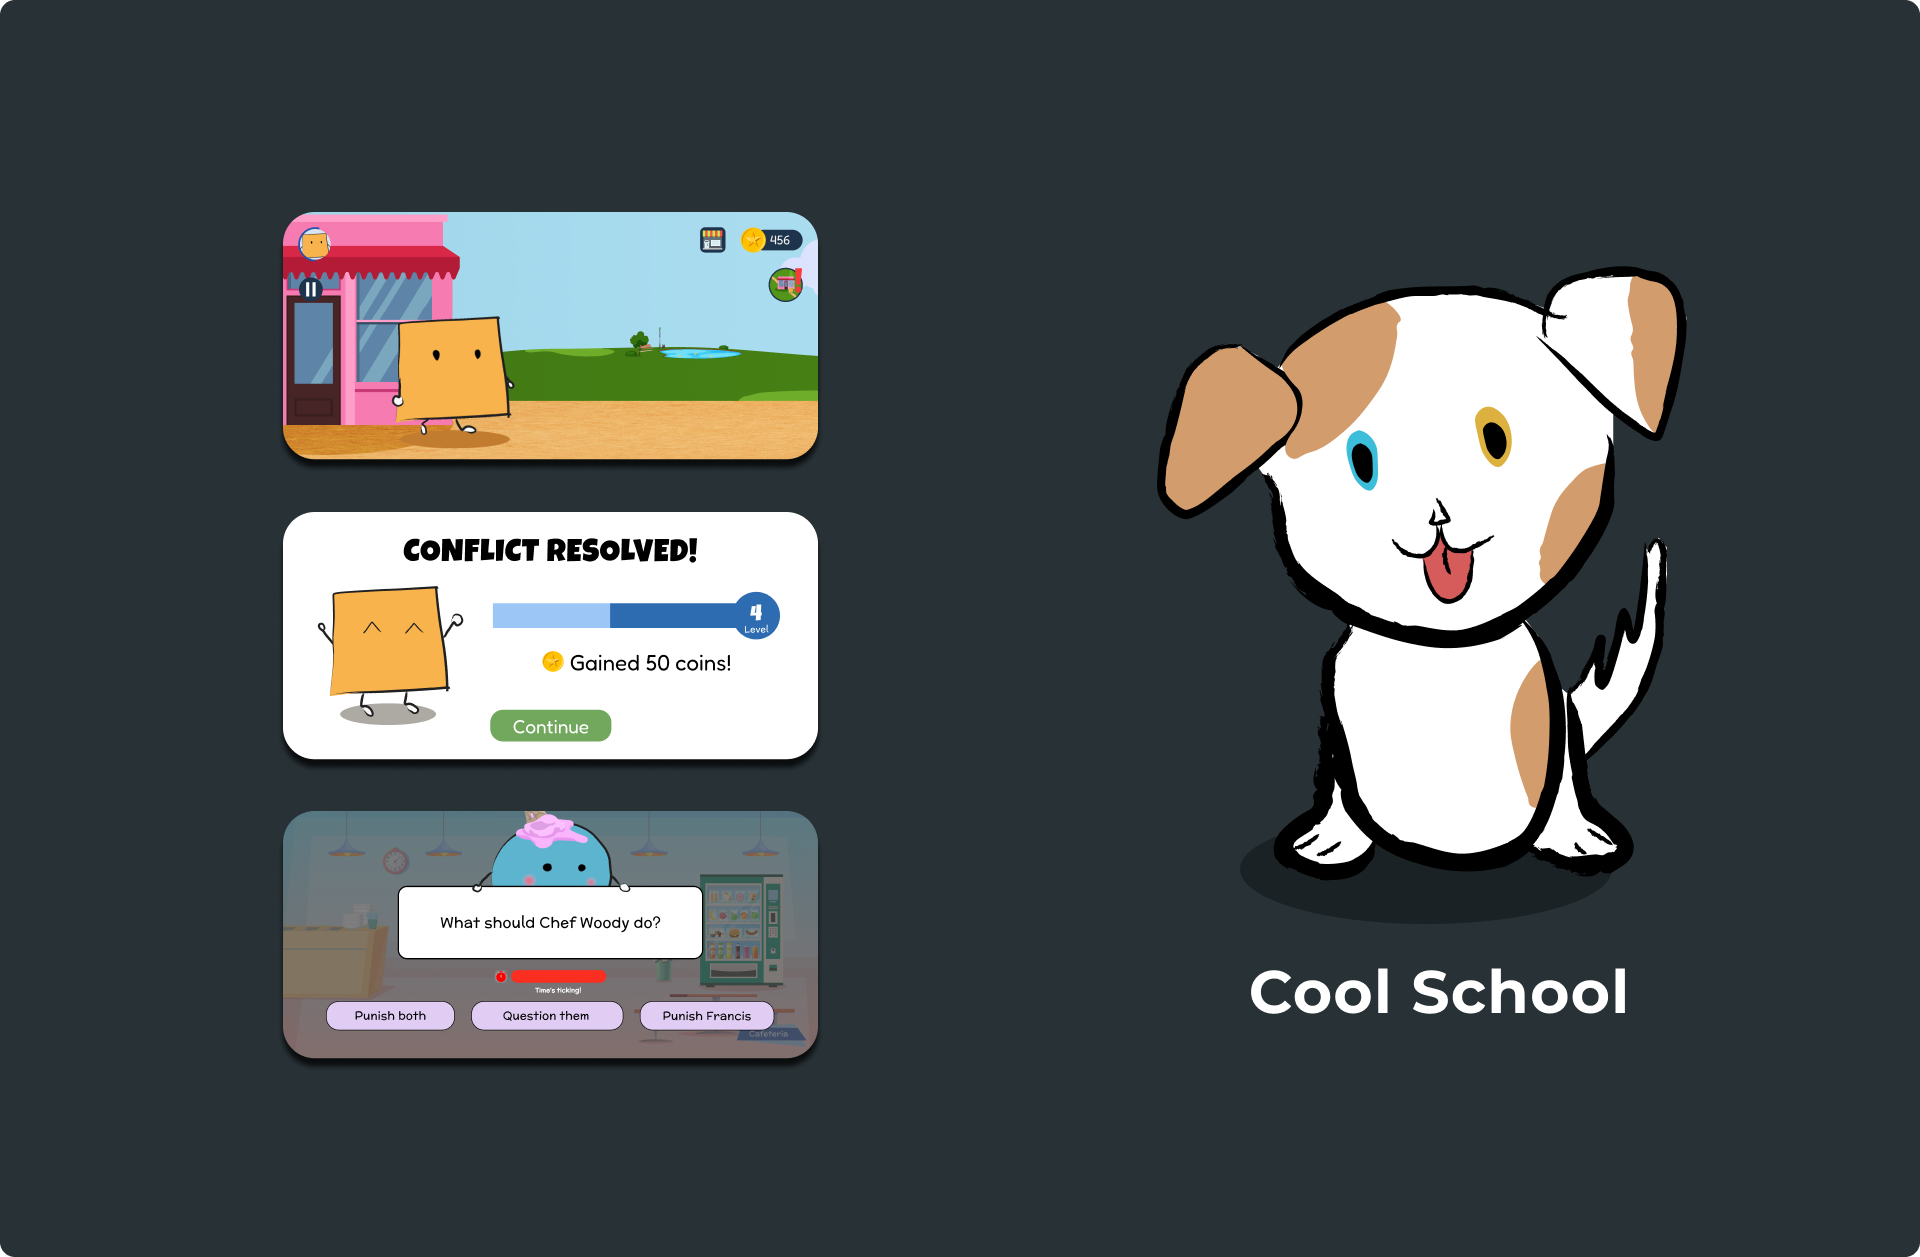 456
CONFLICT RESOLVED!
4
Level
Gained 50 coins!
Continue
What should Chef Woody do?
Time's ticking!
Punish both
Question them
Punish Francis
Cafeteria
Cool School